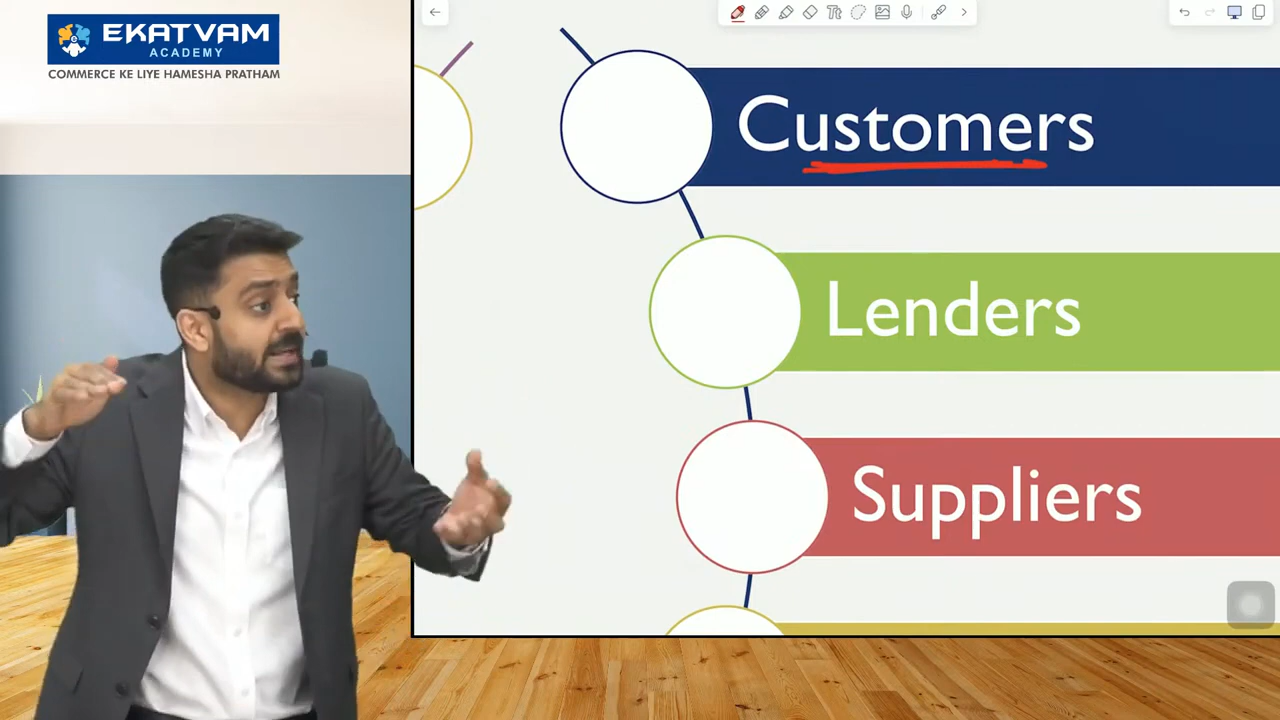 EKATVAM
ACADEMY
COMMERCE KE LIYE HAMESHA PRATHAM
Customers
Lenders
Suppliers